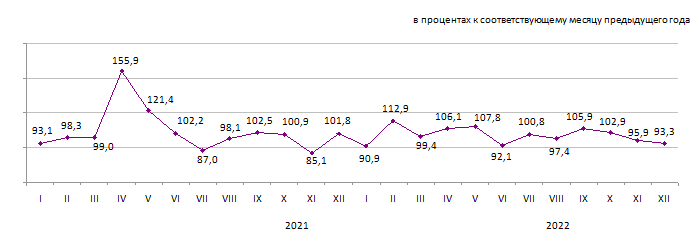 в процентах к соответствующему месяцу предыдущего года
155,9
121,4
112,9
93,1 98,3 99,0 102,2 87,0 98,1 102,5 100,9 85,1 101,8 90,9 99,4 106,1 107,8 92,1 100,8 97,4 105,9 102,9 95,9 93,3
I II III IV V VI VII VIII IX X XI XII I II III IV V VI VII VIII IX X XI XII
2021 2022